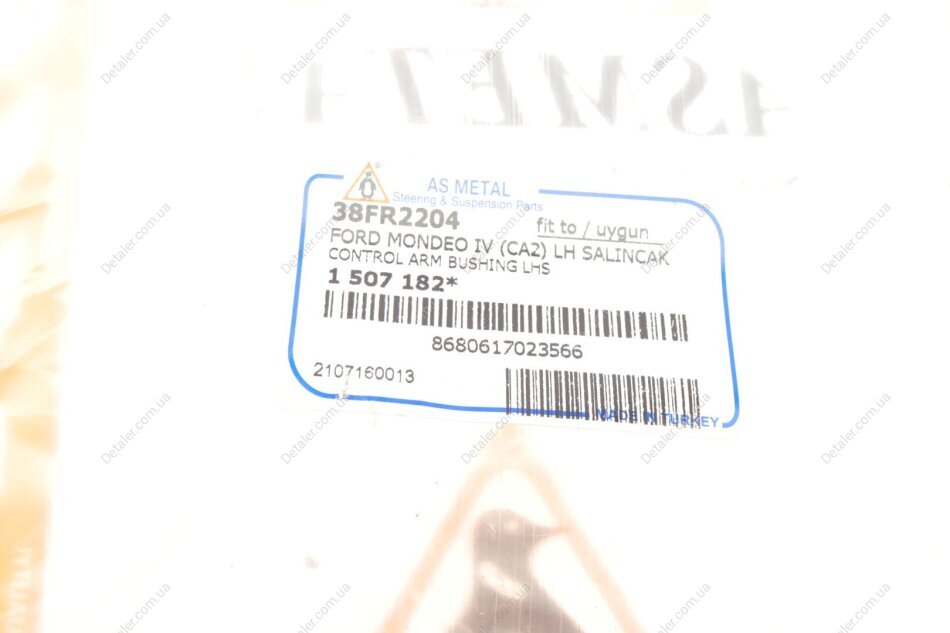 AS METAL
Steering & Suspension Parts
38FR2204
fit to / uygun
FORD MONDEO IV (CA2) LH SALINCAK
CONTROL ARM BUSHING LHS
1 507 182*
8680617023566
2107160013
MADE IN TURKEY
Detaler.com.ua